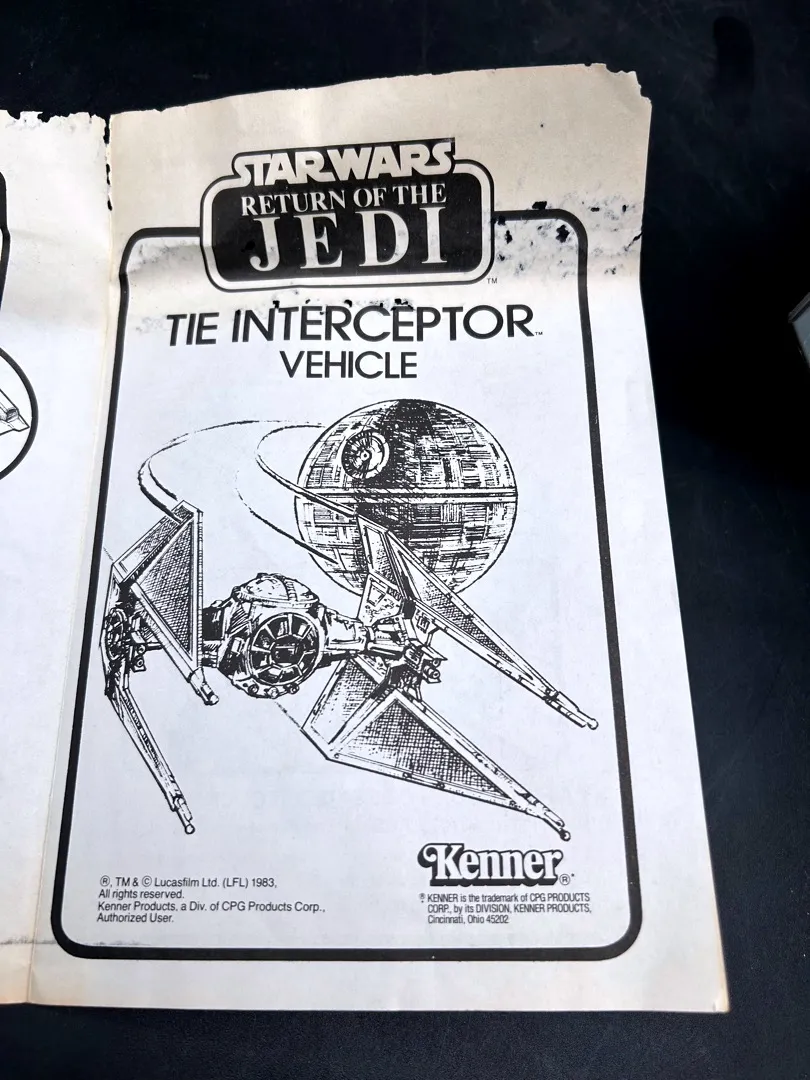 STAR WARS
RETURN OF THE
JEDI
TM
TIE INTERCEPTOR™
VEHICLE
®, TM & © Lucasfilm Ltd. (LFL) 1983,
All rights reserved.
Kenner Products, a Div. of CPG Products Corp.,
Authorized User.
Kenner®*
® KENNER is the trademark of CPG PRODUCTS
CORP., by its DIVISION, KENNER PRODUCTS,
Cincinnati, Ohio 45202